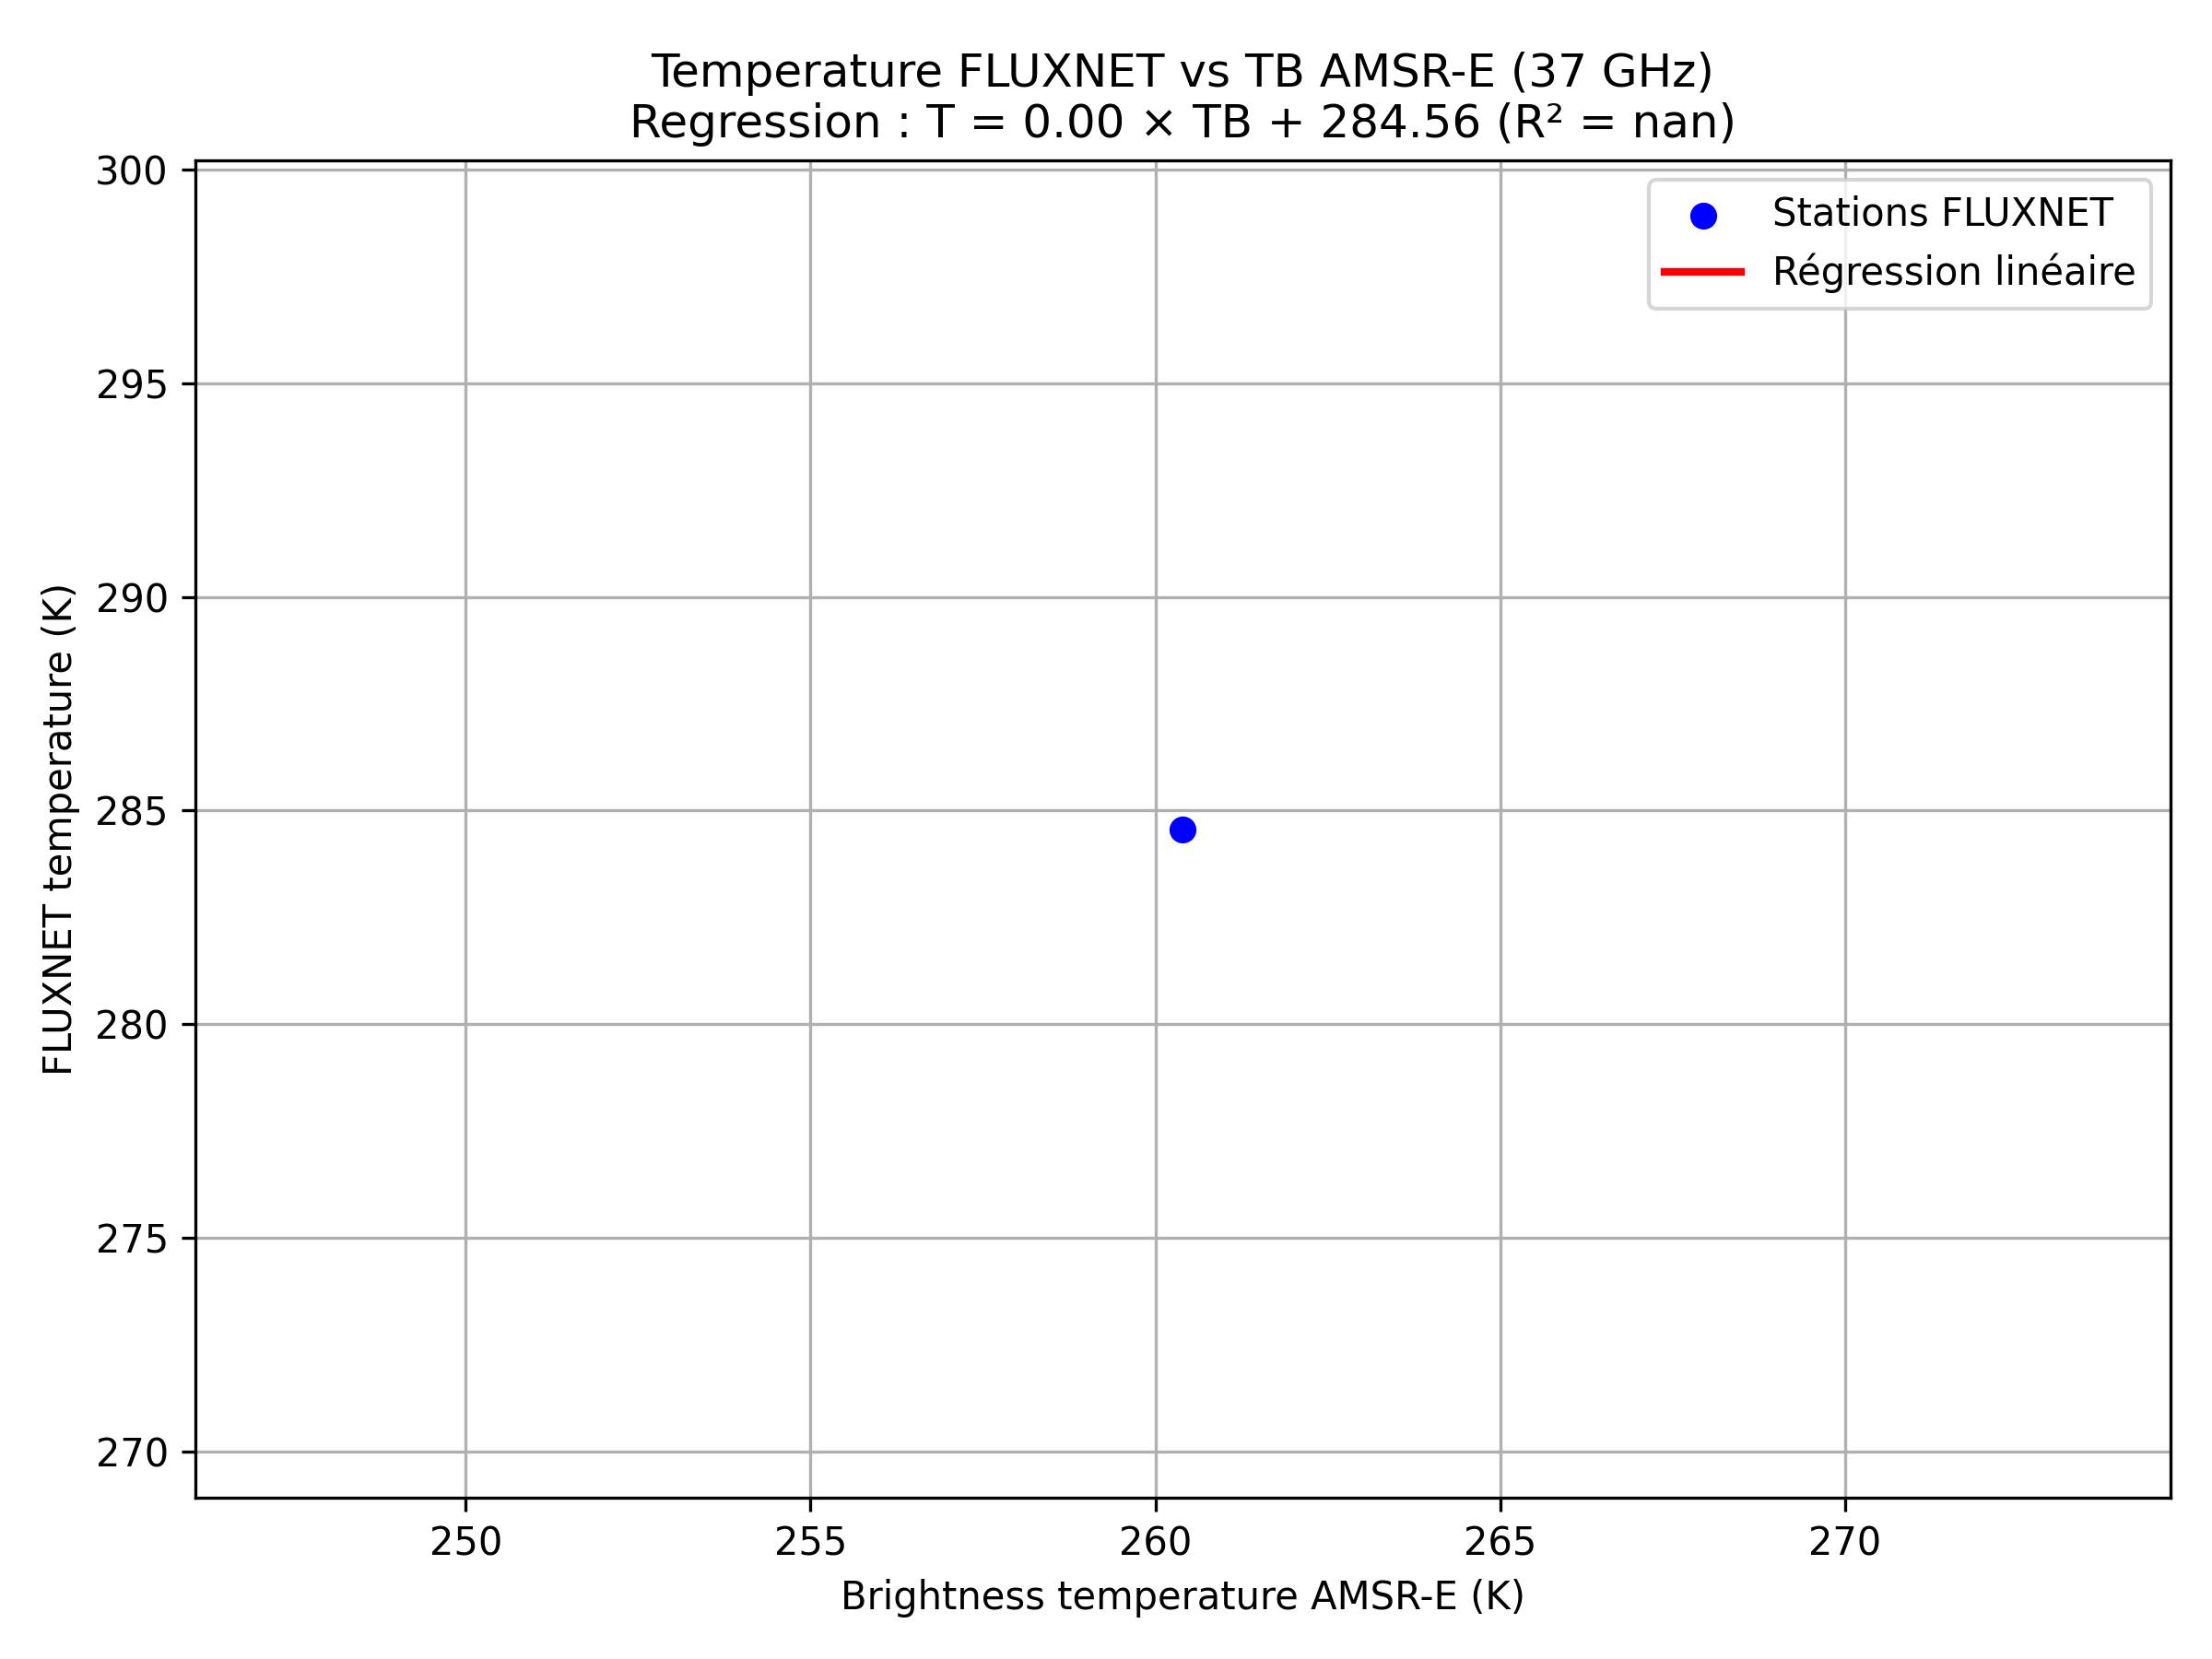 Temperature FLUXNET vs TB AMSR-E (37 GHz)
Regression : T = 0.00 × TB + 284.56 (R² = nan)
Stations FLUXNET
Régression linéaire
FLUXNET temperature (K)
300
295
290
285
280
275
270
250 255 260 265 270
Brightness temperature AMSR-E (K)